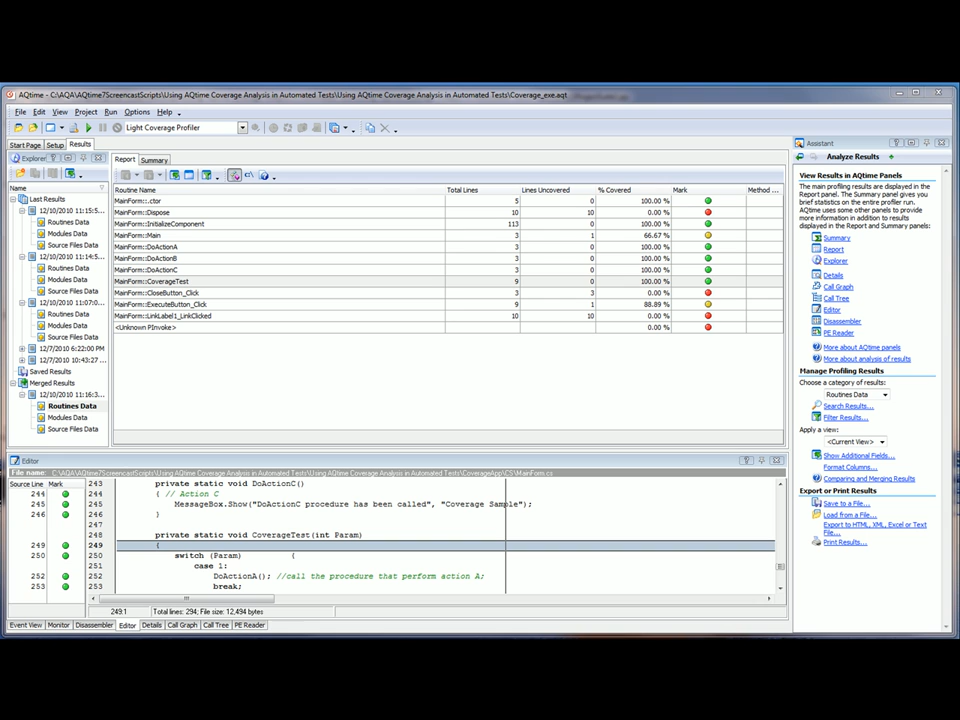 AQtime - C:\AQA\AQtime7ScreencastScripts\Using AQtime Coverage Analysis in Automated Tests\Using AQtime Coverage Analysis in Automated Tests\Coverage_exe.aqt
File Edit View Project Run Options Help
Light Coverage Profiler
Start Page Setup Results
Explorer
Name
Last Results
12/10/2010 11:15:5...
Routines Data
Modules Data
Source Files Data
12/10/2010 11:14:5...
Routines Data
Modules Data
Source Files Data
12/10/2010 11:07:0...
Routines Data
Modules Data
Source Files Data
12/7/2010 6:22:00 PM
12/7/2010 10:43:27 ...
Saved Results
Merged Results
12/10/2010 11:16:3...
Routines Data
Modules Data
Source Files Data
Report Summary
Routine Name Total Lines Lines Uncovered % Covered Mark Method ...
MainForm::.ctor 5 0 100.00 %
MainForm::Dispose 10 10 0.00 %
MainForm::InitializeComponent 113 0 100.00 %
MainForm::Main 3 1 66.67 %
MainForm::DoActionA 3 0 100.00 %
MainForm::DoActionB 3 0 100.00 %
MainForm::DoActionC 3 0 100.00 %
MainForm::CoverageTest 9 0 100.00 %
MainForm::CloseButton_Click 3 3 0.00 %
MainForm::ExecuteButton_Click 9 1 88.89 %
MainForm::LinkLabel1_LinkClicked 10 10 0.00 %
<Unknown PInvoke> 0.00 %
Assistant
Analyze Results
View Results in AQtime Panels
The main profiling results are displayed in the Report panel. The Summary panel gives you brief statistics on the entire profiler run. AQtime uses some other panels to provide more information in addition to results displayed in the Report and Summary panels:
Summary
Report
Explorer
Details
Call Graph
Call Tree
Editor
Disassembler
PE Reader
More about AQtime panels
More about analysis of results
Manage Profiling Results
Choose a category of results:
Routines Data
Search Results...
Filter Results...
Apply a view:
<Current View>
Show Additional Fields...
Format Columns...
Comparing and Merging Results
Export or Print Results
Save to a File...
Load from a File...
Export to HTML, XML, Excel or Text File...
Print Results...
Editor
File name: C:\AQA\AQtime7ScreencastScripts\Using AQtime Coverage Analysis in Automated Tests\Using AQtime Coverage Analysis in Automated Tests\CoverageApp\CS\MainForm.cs
Source Line Mark
243 private static void DoActionC()
244 244 { // Action C
245 245 MessageBox.Show("DoActionC procedure has been called", "Coverage Sample");
246 246 }
247
248 private static void CoverageTest(int Param)
249 249 {
250 250 switch (Param) {
251 case 1:
252 252 DoActionA(); //call the procedure that perform action A;
253 253 break;
249:1 Total lines: 294; File size: 12,494 bytes
Event View Monitor Disassembler Editor Details Call Graph Call Tree PE Reader